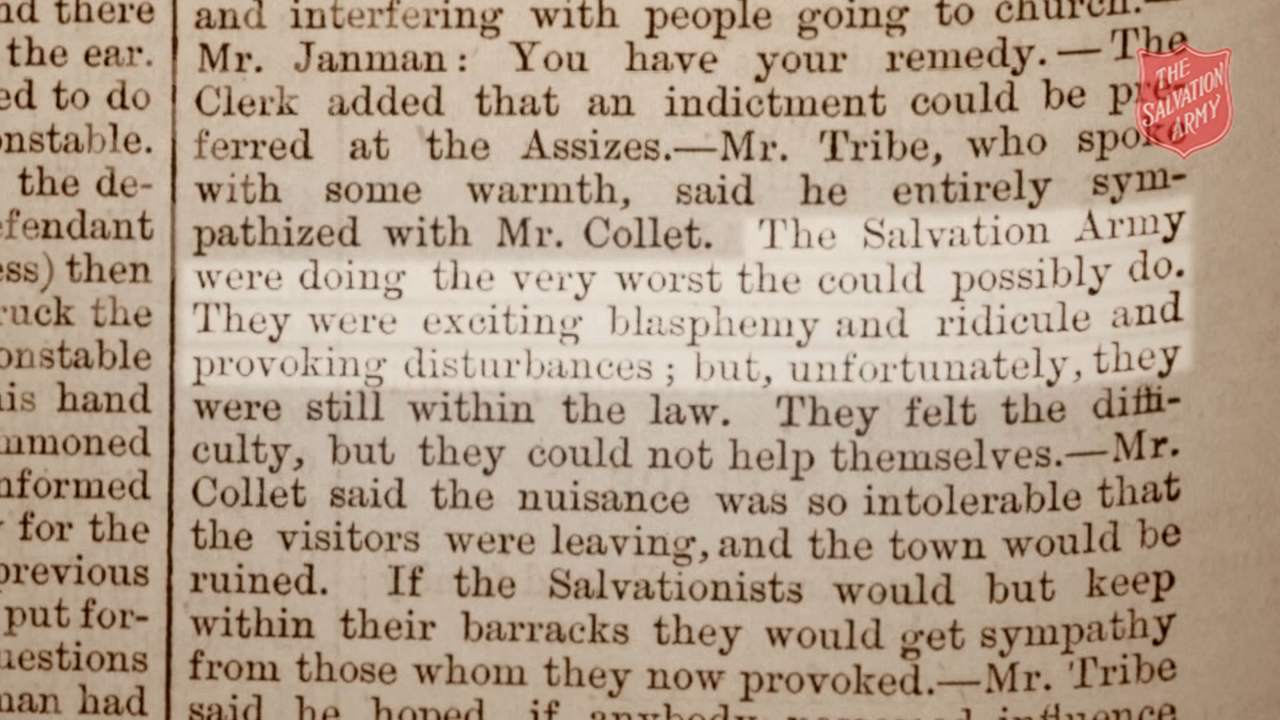 nd there
the ear.
ed to do
onstable.
the de-
efendant
ess) then
ruck the
onstable
is hand
mmoned
nformed
for the
previous
put for-
uestions
nan had
and interfering with people going to church.—
Mr. Janman: You have your remedy.—The
Clerk added that an indictment could be pre-
ferred at the Assizes.—Mr. Tribe, who spoke
with some warmth, said he entirely sym-
pathized with Mr. Collet. The Salvation Army
were doing the very worst the could possibly do.
They were exciting blasphemy and ridicule and
provoking disturbances; but, unfortunately, they
were still within the law. They felt the diffi-
culty, but they could not help themselves.—Mr.
Collet said the nuisance was so intolerable that
the visitors were leaving, and the town would be
ruined. If the Salvationists would but keep
within their barracks they would get sympathy
from those whom they now provoked.—Mr. Tribe
said he hoped, if anybody possessed influence
THE
SALVATION
ARMY